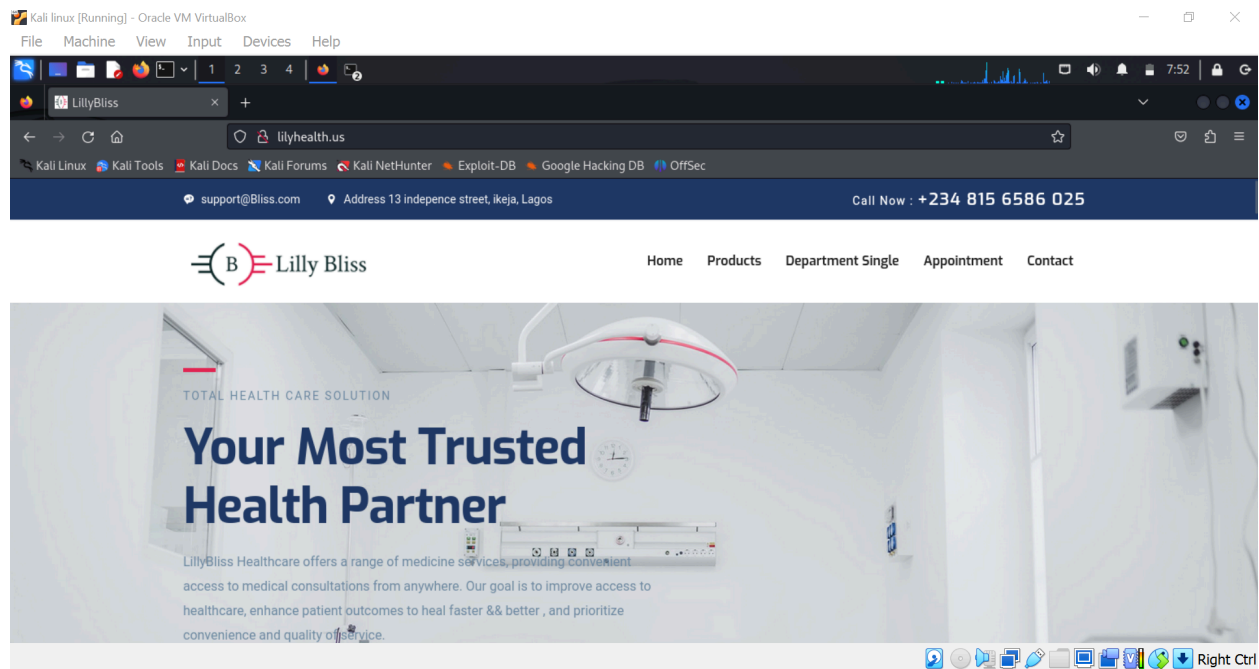 Kali linux [Running] - Oracle VM VirtualBox
File Machine View Input Devices Help
1 2 3 4 2 7:52
LillyBliss
lilyhealth.us
Kali Linux Kali Tools Kali Docs Kali Forums Kali NetHunter Exploit-DB Google Hacking DB OffSec
support@Bliss.com Address 13 indepence street, ikeja, Lagos Call Now : +234 815 6586 025
B Lilly Bliss Home Products Department Single Appointment Contact
TOTAL HEALTH CARE SOLUTION
Your Most Trusted
Health Partner
LillyBliss Healthcare offers a range of medicine services, providing convenient
access to medical consultations from anywhere. Our goal is to improve access to
healthcare, enhance patient outcomes to heal faster && better , and prioritize
convenience and quality of service.
Right Ctrl